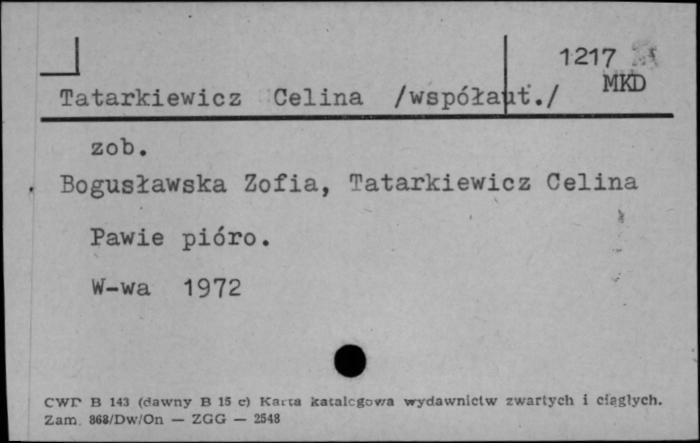 1217
MKD
Tatarkiewicz Celina /współaut./
zob.
Bogusławska Zofia, Tatarkiewicz Celina
Pawie pióro.
W-wa 1972
CWD B 143 (dawny B 15 c) Karta katalogowa wydawnictw zwartych i ciągłych.
Zam. 868/Dw/On — ZGG — 2548